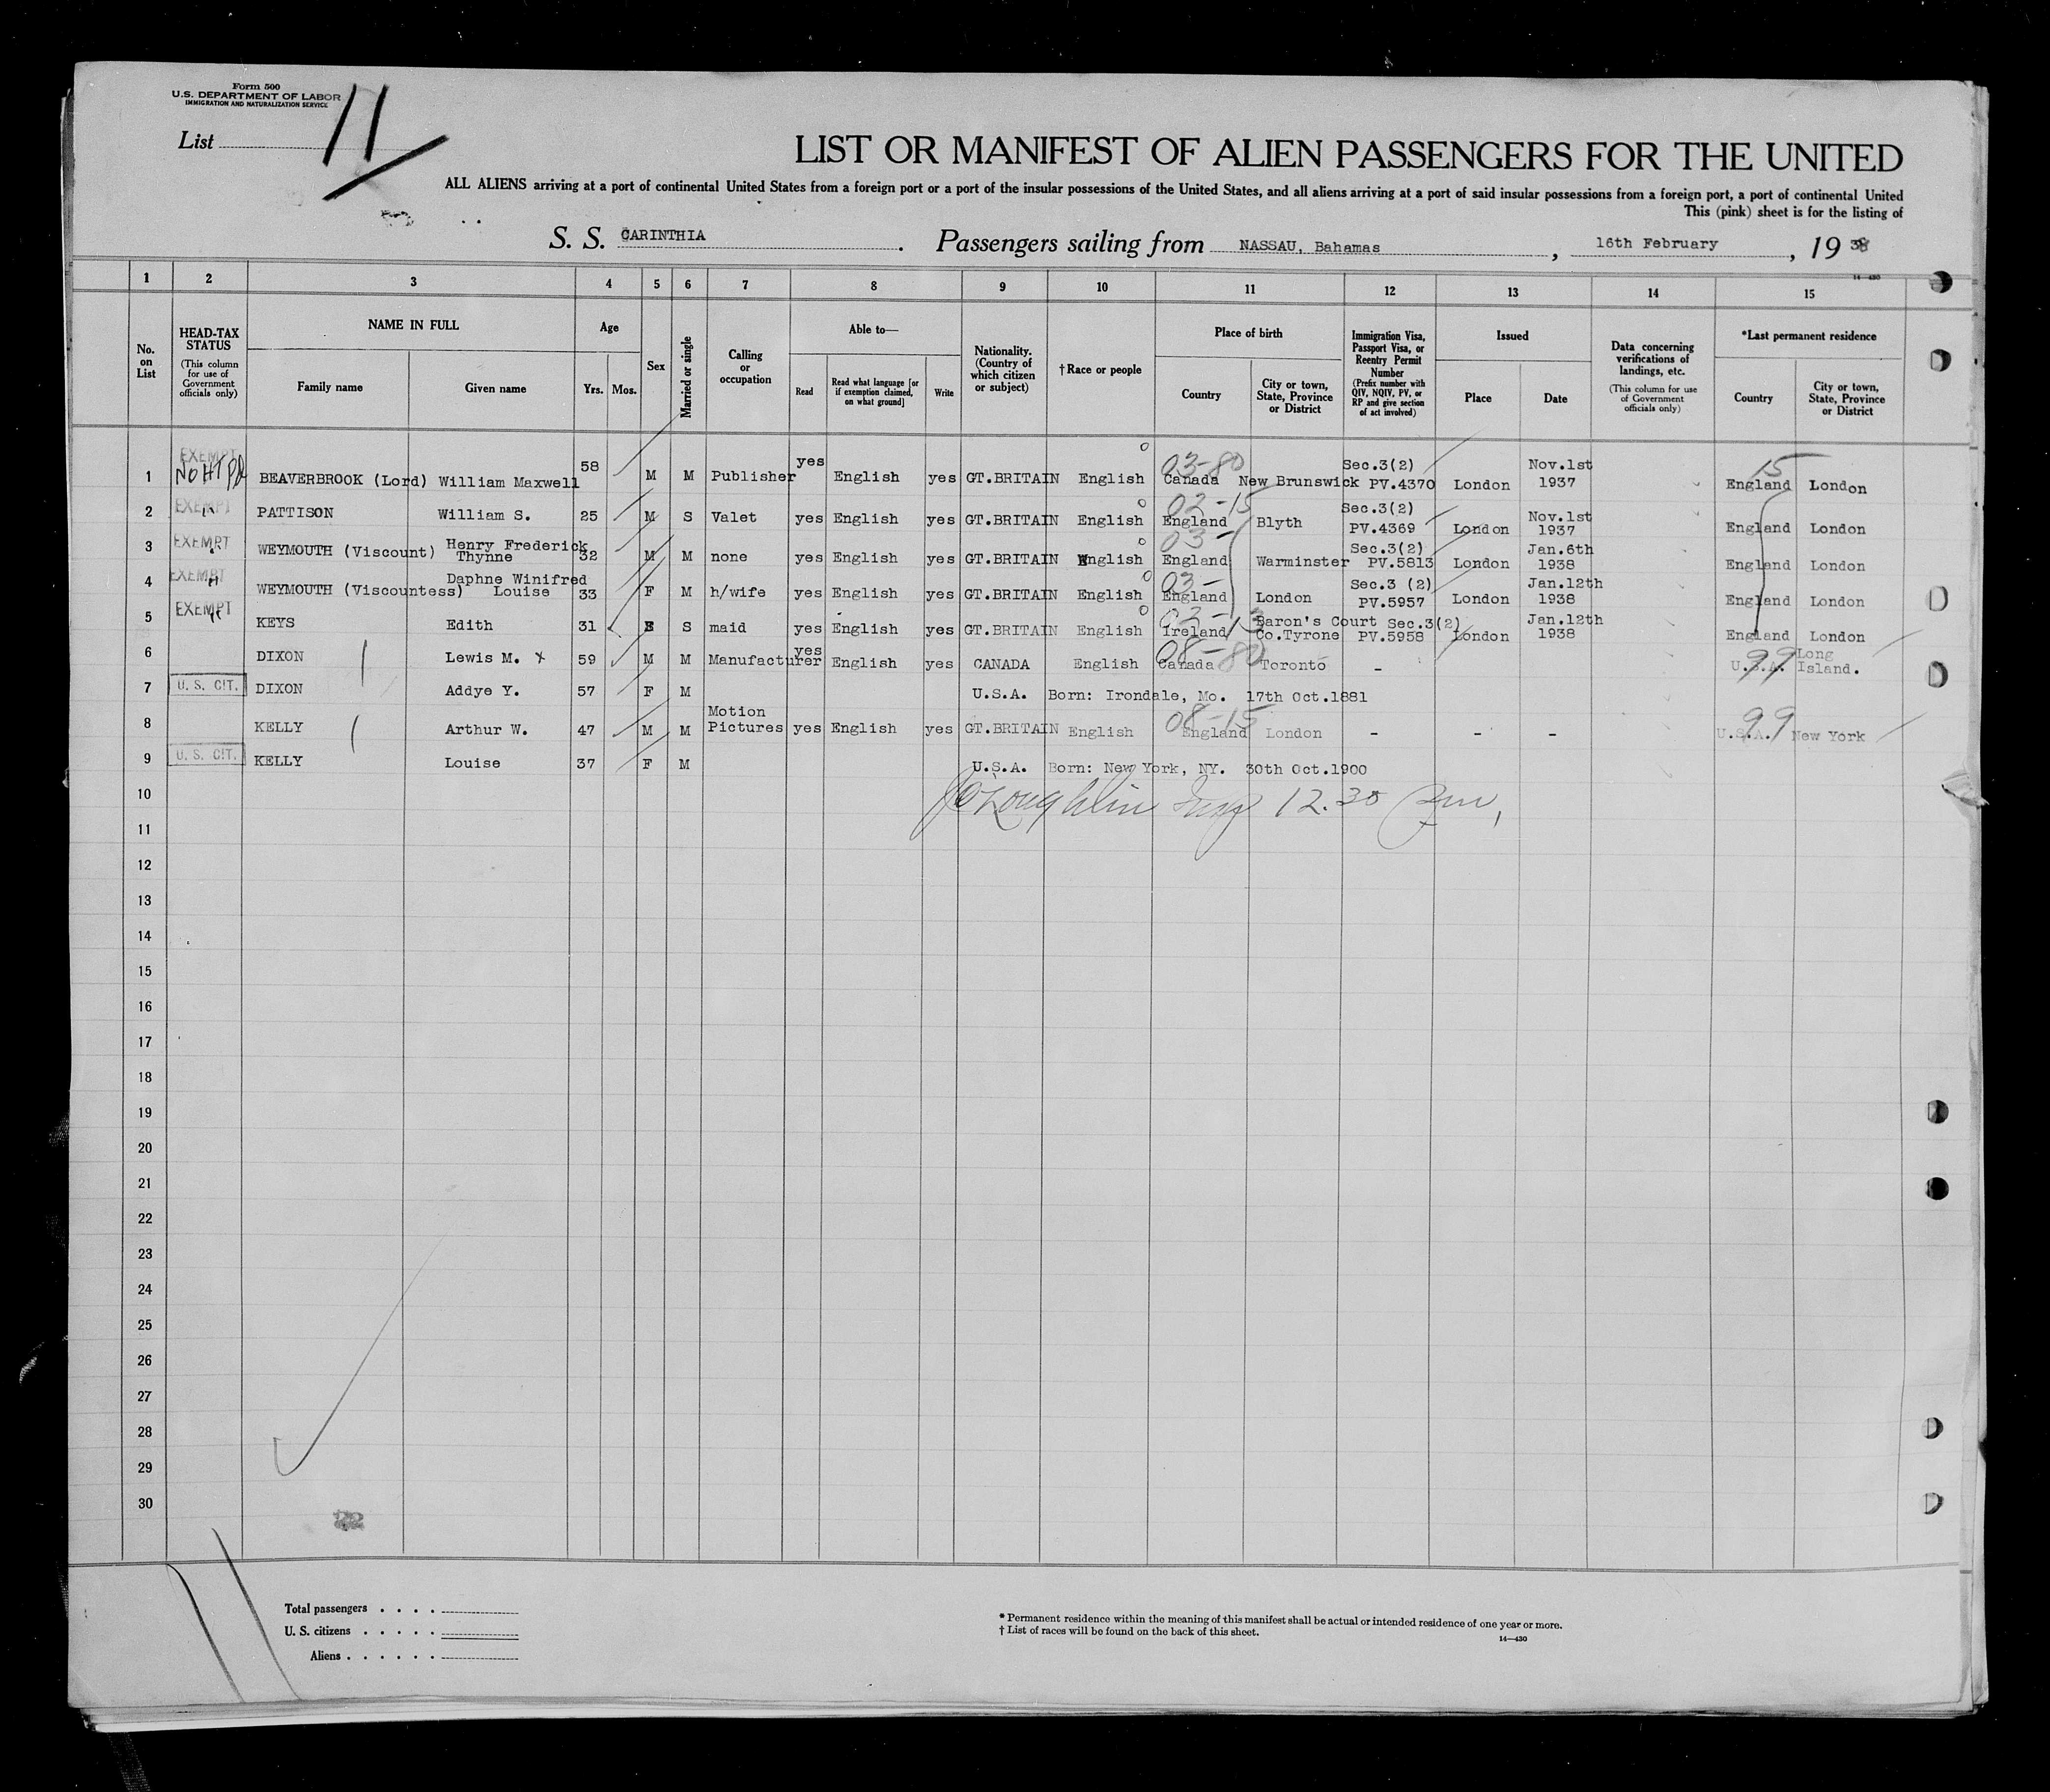 Form 500
U.S. DEPARTMENT OF LABOR
IMMIGRATION AND NATURALIZATION SERVICE
List 11
LIST OR MANIFEST OF ALIEN PASSENGERS FOR THE UNITED
ALL ALIENS arriving at a port of continental United States from a foreign port or a port of the insular possessions of the United States, and all aliens arriving at a port of said insular possessions from a foreign port, a port of continental United
This (pink) sheet is for the listing of
S. S. CARINTHIA. Passengers sailing from NASSAU, Bahamas, 16th February, 1938
14-430
1 2 3 4 5 6 7 8 9 10 11 12 13 14 15
No. on List
HEAD-TAX STATUS (This column for use of Government officials only)
NAME IN FULL
Family name Given name
Age
Yrs. Mos.
Sex
Married or single
Calling or occupation
Able to—
Read Read what language [or if exemption claimed, on what ground] Write
Nationality. (Country of which citizen or subject)
†Race or people
Place of birth
Country City or town, State, Province or District
Immigration Visa, Passport Visa, or Reentry Permit Number (Prefix number with QIV, NQIV, PV, or RP and give section of act involved)
Issued
Place Date
Data concerning verifications of landings, etc. (This column for use of Government officials only)
*Last permanent residence
Country City or town, State, Province or District
1 EXEMPT NO HT Pd BEAVERBROOK (Lord) William Maxwell 58 M M Publisher yes English yes GT.BRITAIN English 03-80 Canada New Brunswick Sec.3(2) PV.4370 London Nov.1st 1937 15 England London
2 EXEMPT PATTISON William S. 25 M S Valet yes English yes GT.BRITAIN English 02-15 England Blyth Sec.3(2) PV.4369 London Nov.1st 1937 England London
3 EXEMPT WEYMOUTH (Viscount) Henry Frederick Thynne 32 M M none yes English yes GT.BRITAIN English 03- England Warminster Sec.3(2) PV.5813 London Jan.6th 1938 England London
4 EXEMPT WEYMOUTH (Viscountess) Daphne Winifred Louise 33 F M h/wife yes English yes GT.BRITAIN English 03- England London Sec.3 (2) PV.5957 London Jan.12th 1938 England London
5 EXEMPT KEYS Edith 31 S maid yes English yes GT.BRITAIN English 02-13 Ireland Baron's Court Co.Tyrone Sec.3(2) PV.5958 London Jan.12th 1938 England London
6 DIXON Lewis M. x 59 M M Manufacturer yes English yes CANADA English 08-80 Canada Toronto - 99 U.S.A. Long Island.
7 U. S. CIT. DIXON Addye Y. 57 F M U.S.A. Born: Irondale, Mo. 17th Oct.1881
8 KELLY Arthur W. 47 M M Motion Pictures yes English yes GT.BRITAIN English 08-15 England London - - - 99 U.S.A. New York
9 U. S. CIT. KELLY Louise 37 F M U.S.A. Born: New York, NY. 30th Oct.1900
10 O'Loughlin Insp 12.30 pm,
11
12
13
14
15
16
17
18
19
20
21
22
23
24
25
26
27
28
29
30
Total passengers . . . .
U. S. citizens . . . . .
Aliens . . . . . .
* Permanent residence within the meaning of this manifest shall be actual or intended residence of one year or more.
† List of races will be found on the back of this sheet.
14—430